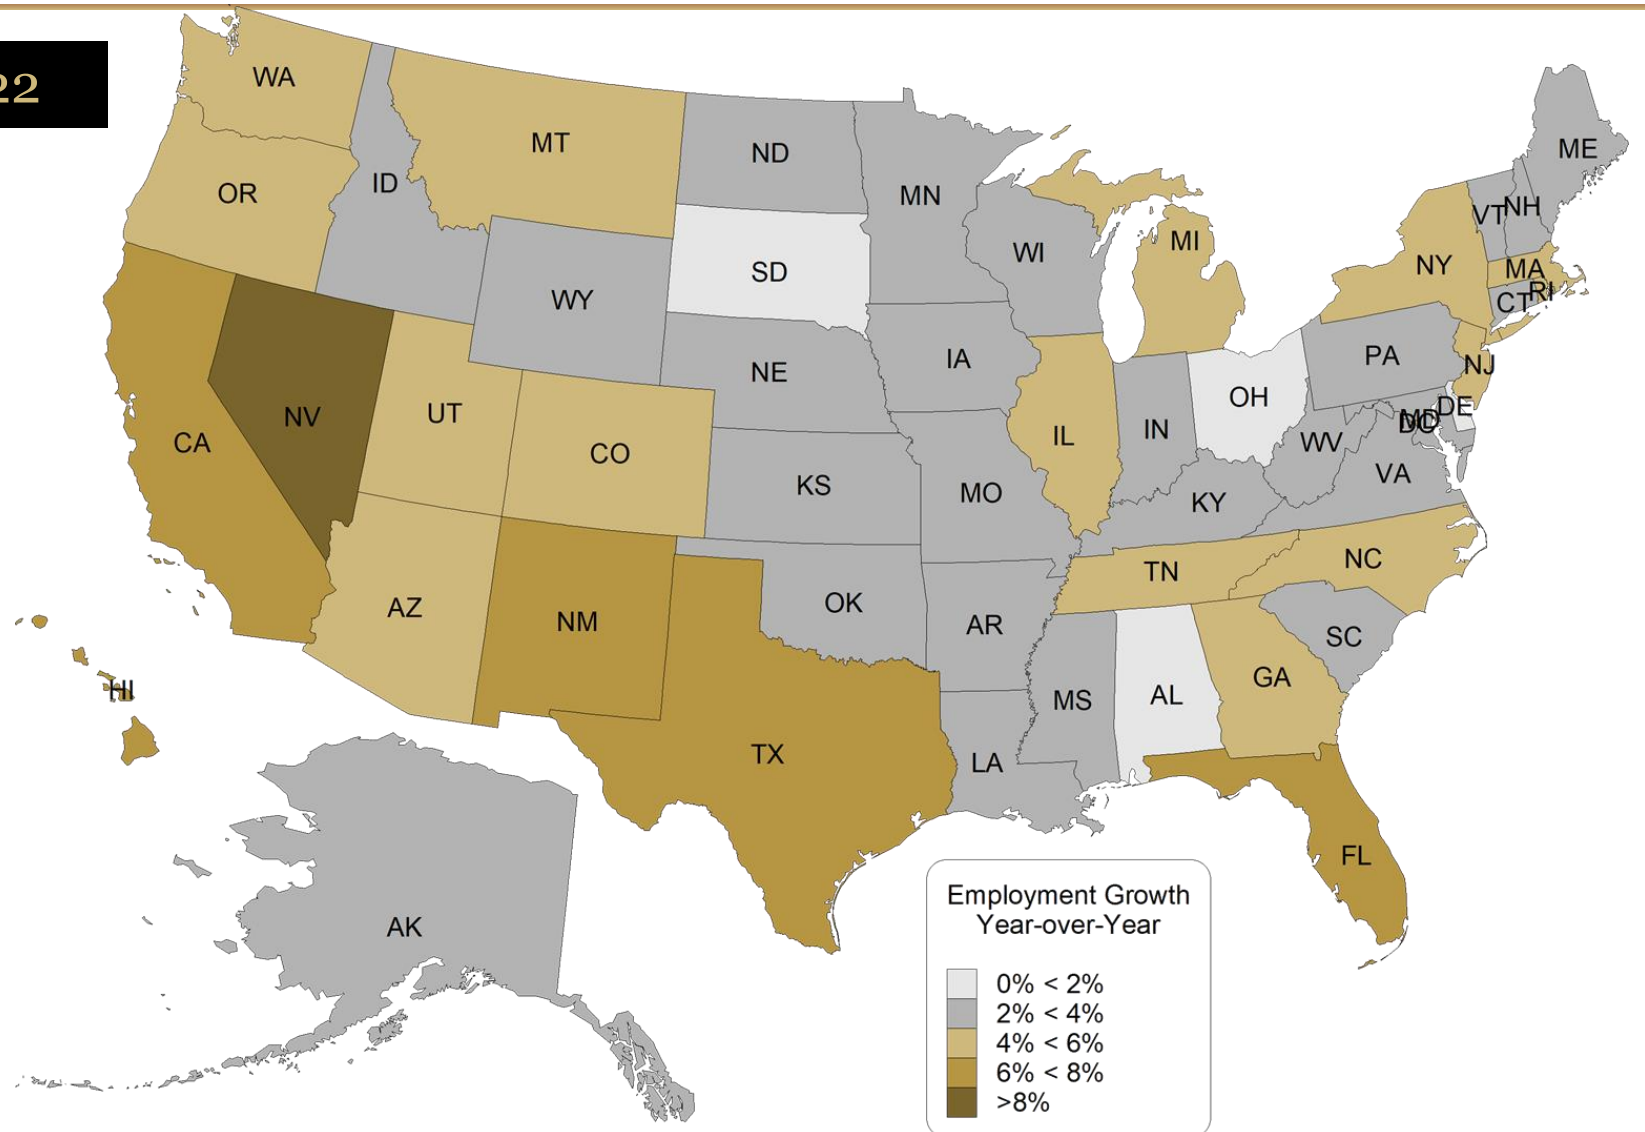 22
WA
MT
ND
MN
ME
OR
ID
SD
WI
MI
NY
VT
NH
MA
CT
RI
WY
IA
NE
PA
NJ
NV
UT
CO
CA
KS
MO
IL
IN
OH
WV
MD
DC
DE
VA
KY
TN
NC
AZ
NM
OK
AR
SC
MS
AL
GA
HI
TX
LA
FL
AK
Employment Growth
Year-over-Year
0% < 2%
2% < 4%
4% < 6%
6% < 8%
>8%